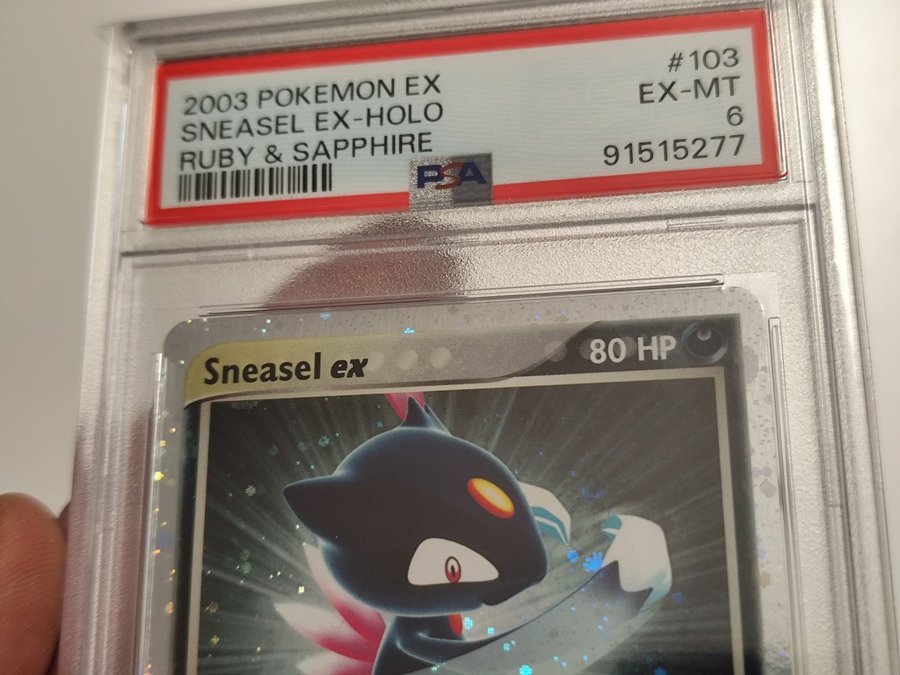 2003 POKEMON EX #103
SNEASEL EX-HOLO EX-MT
RUBY & SAPPHIRE 6
91515277
PSA
Sneasel ex 80 HP